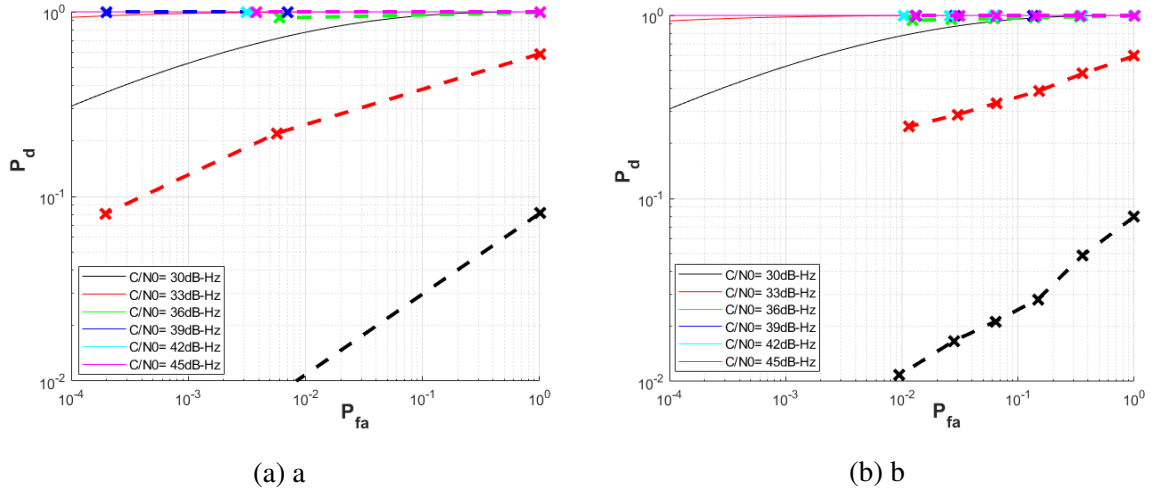 10^0
10^-1
10^-2
P_d
10^-4
10^-3
10^-2
10^-1
10^0
P_fa
C/N0= 30dB-Hz
C/N0= 33dB-Hz
C/N0= 36dB-Hz
C/N0= 39dB-Hz
C/N0= 42dB-Hz
C/N0= 45dB-Hz
(a) a
10^0
10^-1
10^-2
P_d
10^-4
10^-3
10^-2
10^-1
10^0
P_fa
C/N0= 30dB-Hz
C/N0= 33dB-Hz
C/N0= 36dB-Hz
C/N0= 39dB-Hz
C/N0= 42dB-Hz
C/N0= 45dB-Hz
(b) b